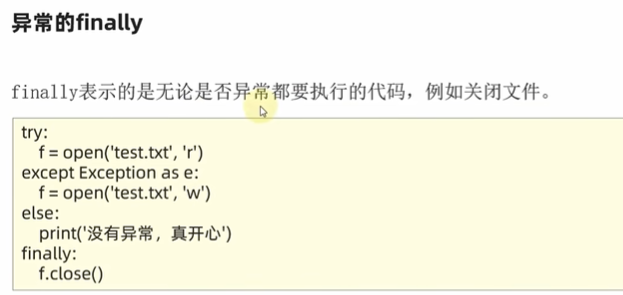 异常的finally
finally表示的是无论是否异常都要执行的代码，例如关闭文件。
try:
    f = open('test.txt', 'r')
except Exception as e:
    f = open('test.txt', 'w')
else:
    print('没有异常，真开心')
finally:
    f.close()